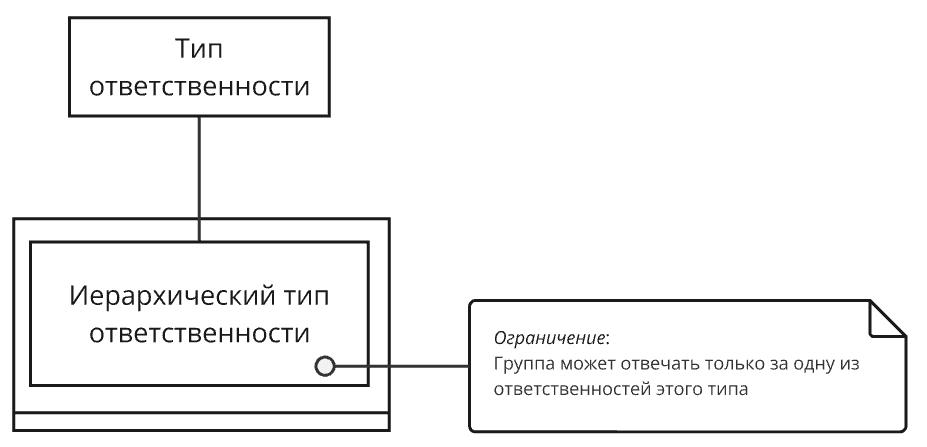 Тип
ответственности
Иерархический тип
ответственности
Ограничение:
Группа может отвечать только за одну из
ответственностей этого типа